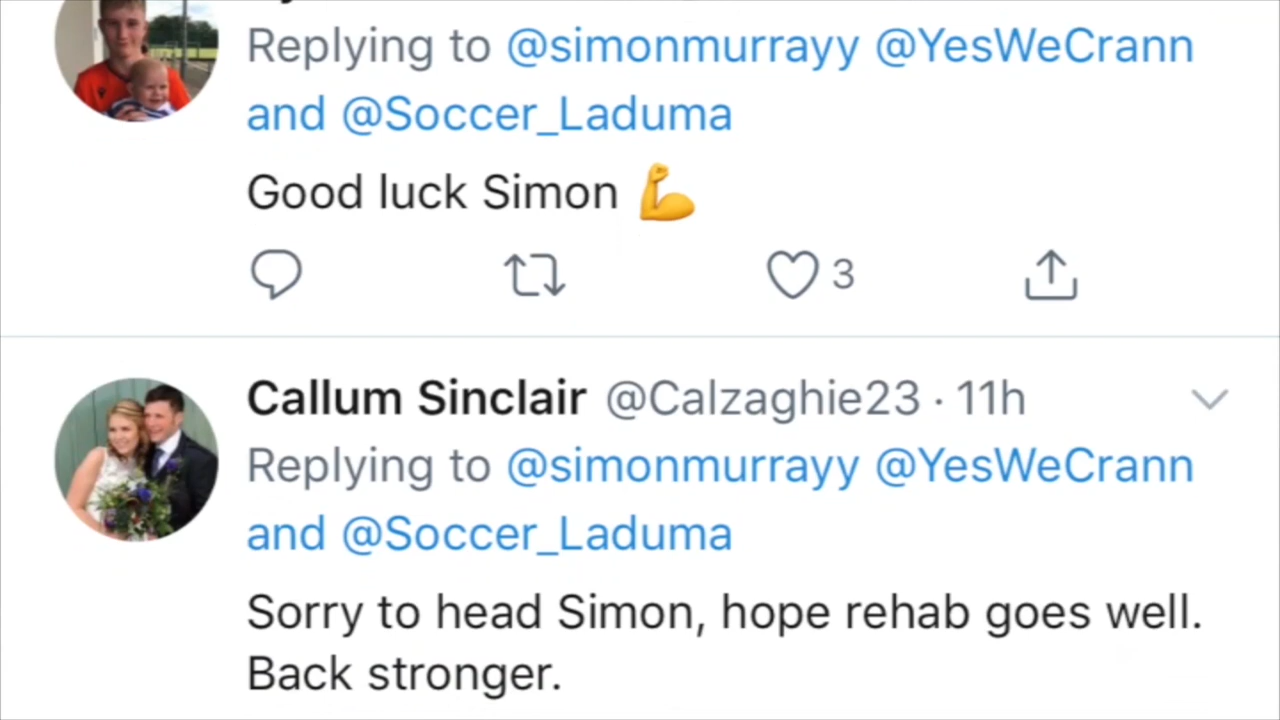 Replying to @simonmurrayy @YesWeCrann
and @Soccer_Laduma
Good luck Simon 💪
3
Callum Sinclair @Calzaghie23 · 11h
Replying to @simonmurrayy @YesWeCrann
and @Soccer_Laduma
Sorry to head Simon, hope rehab goes well.
Back stronger.